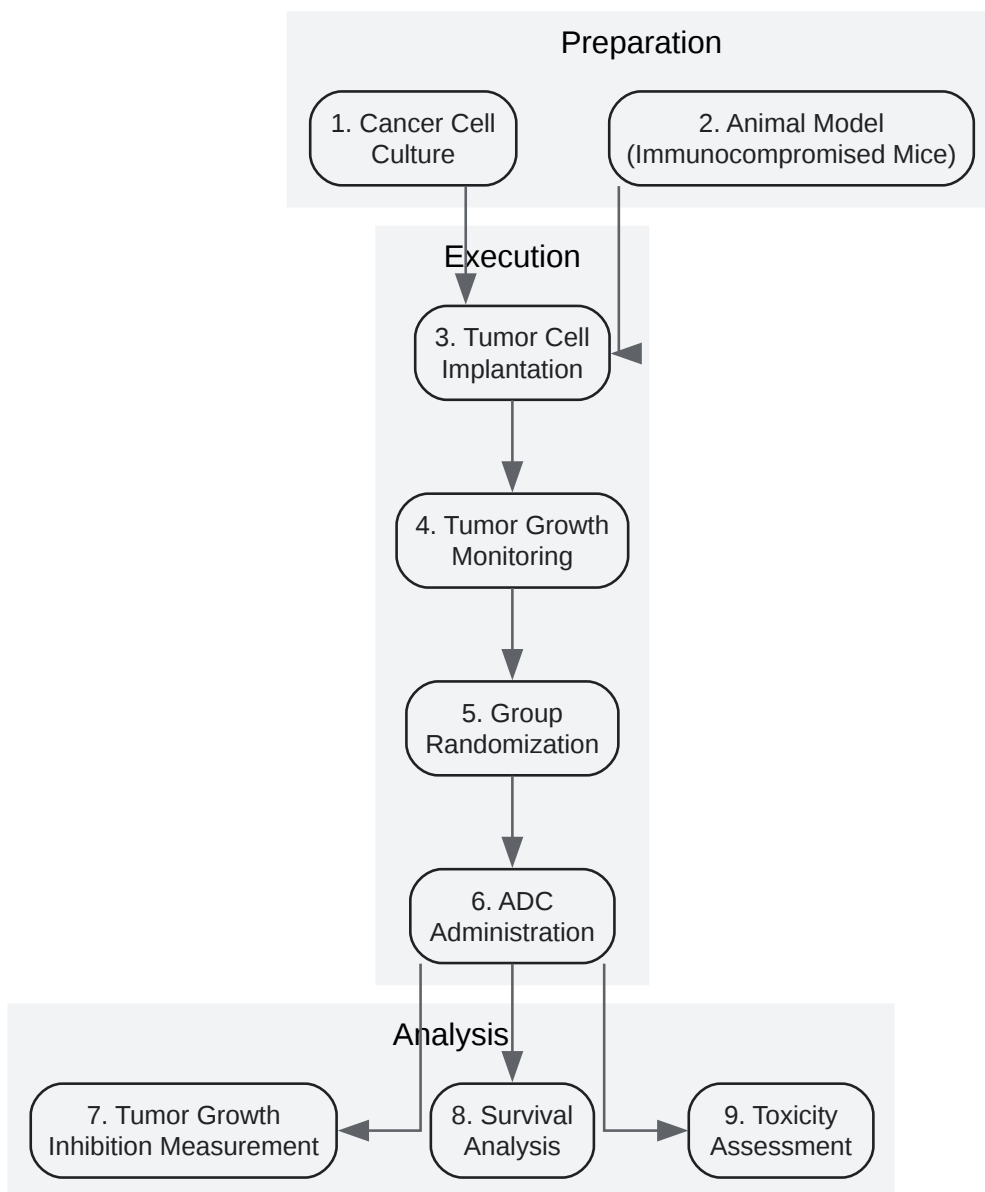 Preparation
1. Cancer Cell
Culture
2. Animal Model
(Immunocompromised Mice)
Execution
3. Tumor Cell
Implantation
4. Tumor Growth
Monitoring
5. Group
Randomization
6. ADC
Administration
Analysis
7. Tumor Growth
Inhibition Measurement
8. Survival
Analysis
9. Toxicity
Assessment